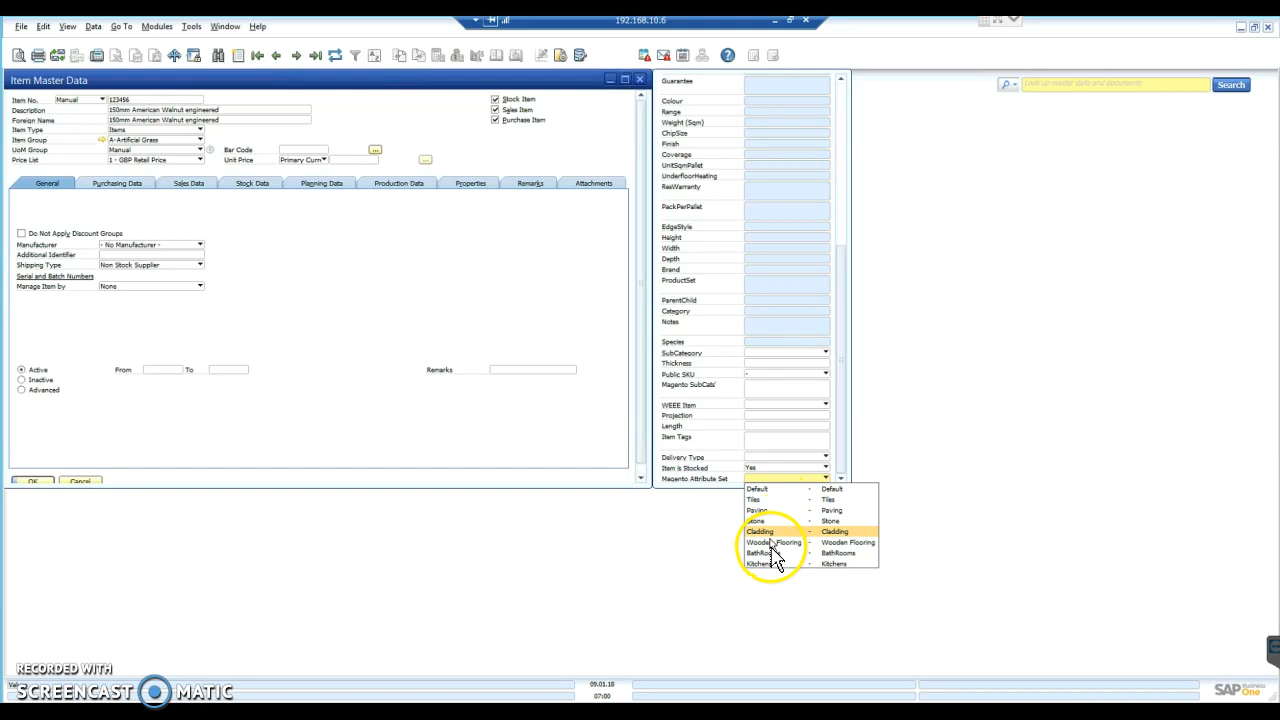 192.168.10.6
File Edit View Data Go To Modules Tools Window Help
Item Master Data
Look up master data and documents
Search
Item No. Manual 123456
Description 150mm American Walnut engineered
Foreign Name 150mm American Walnut engineered
Item Type Items
Item Group A-Artificial Grass
UoM Group Manual Bar Code
Price List 1 - GBP Retail Price Unit Price Primary Curr
Stock Item
Sales Item
Purchase Item
General Purchasing Data Sales Data Stock Data Planning Data Production Data Properties Remarks Attachments
Do Not Apply Discount Groups
Manufacturer - No Manufacturer -
Additional Identifier
Shipping Type Non Stock Supplier
Serial and Batch Numbers
Manage Item by None
Active From To Remarks
Inactive
Advanced
OK Cancel
Guarantee
Colour
Range
Weight (Sqm)
ChipSize
Finish
Coverage
UnitSqmPallet
UnderfloorHeating
ResWarranty
PackPerPallet
EdgeStyle
Height
Width
Depth
Brand
ProductSet
ParentChild
Category
Notes
Species
SubCategory
Thickness
Public SKU -
Magento SubCats'
WEEE Item
Projection
Length
Item Tags
Delivery Type
Item is Stocked Yes
Magento Attribute Set
Default - Default
Tiles - Tiles
Paving - Paving
Stone - Stone
Cladding - Cladding
Wooden Flooring - Wooden Flooring
- BathRooms
Kitchens - Kitchens
RECORDED WITH
SCREENCAST MATIC
09.01.18
07:00
SAP Business One